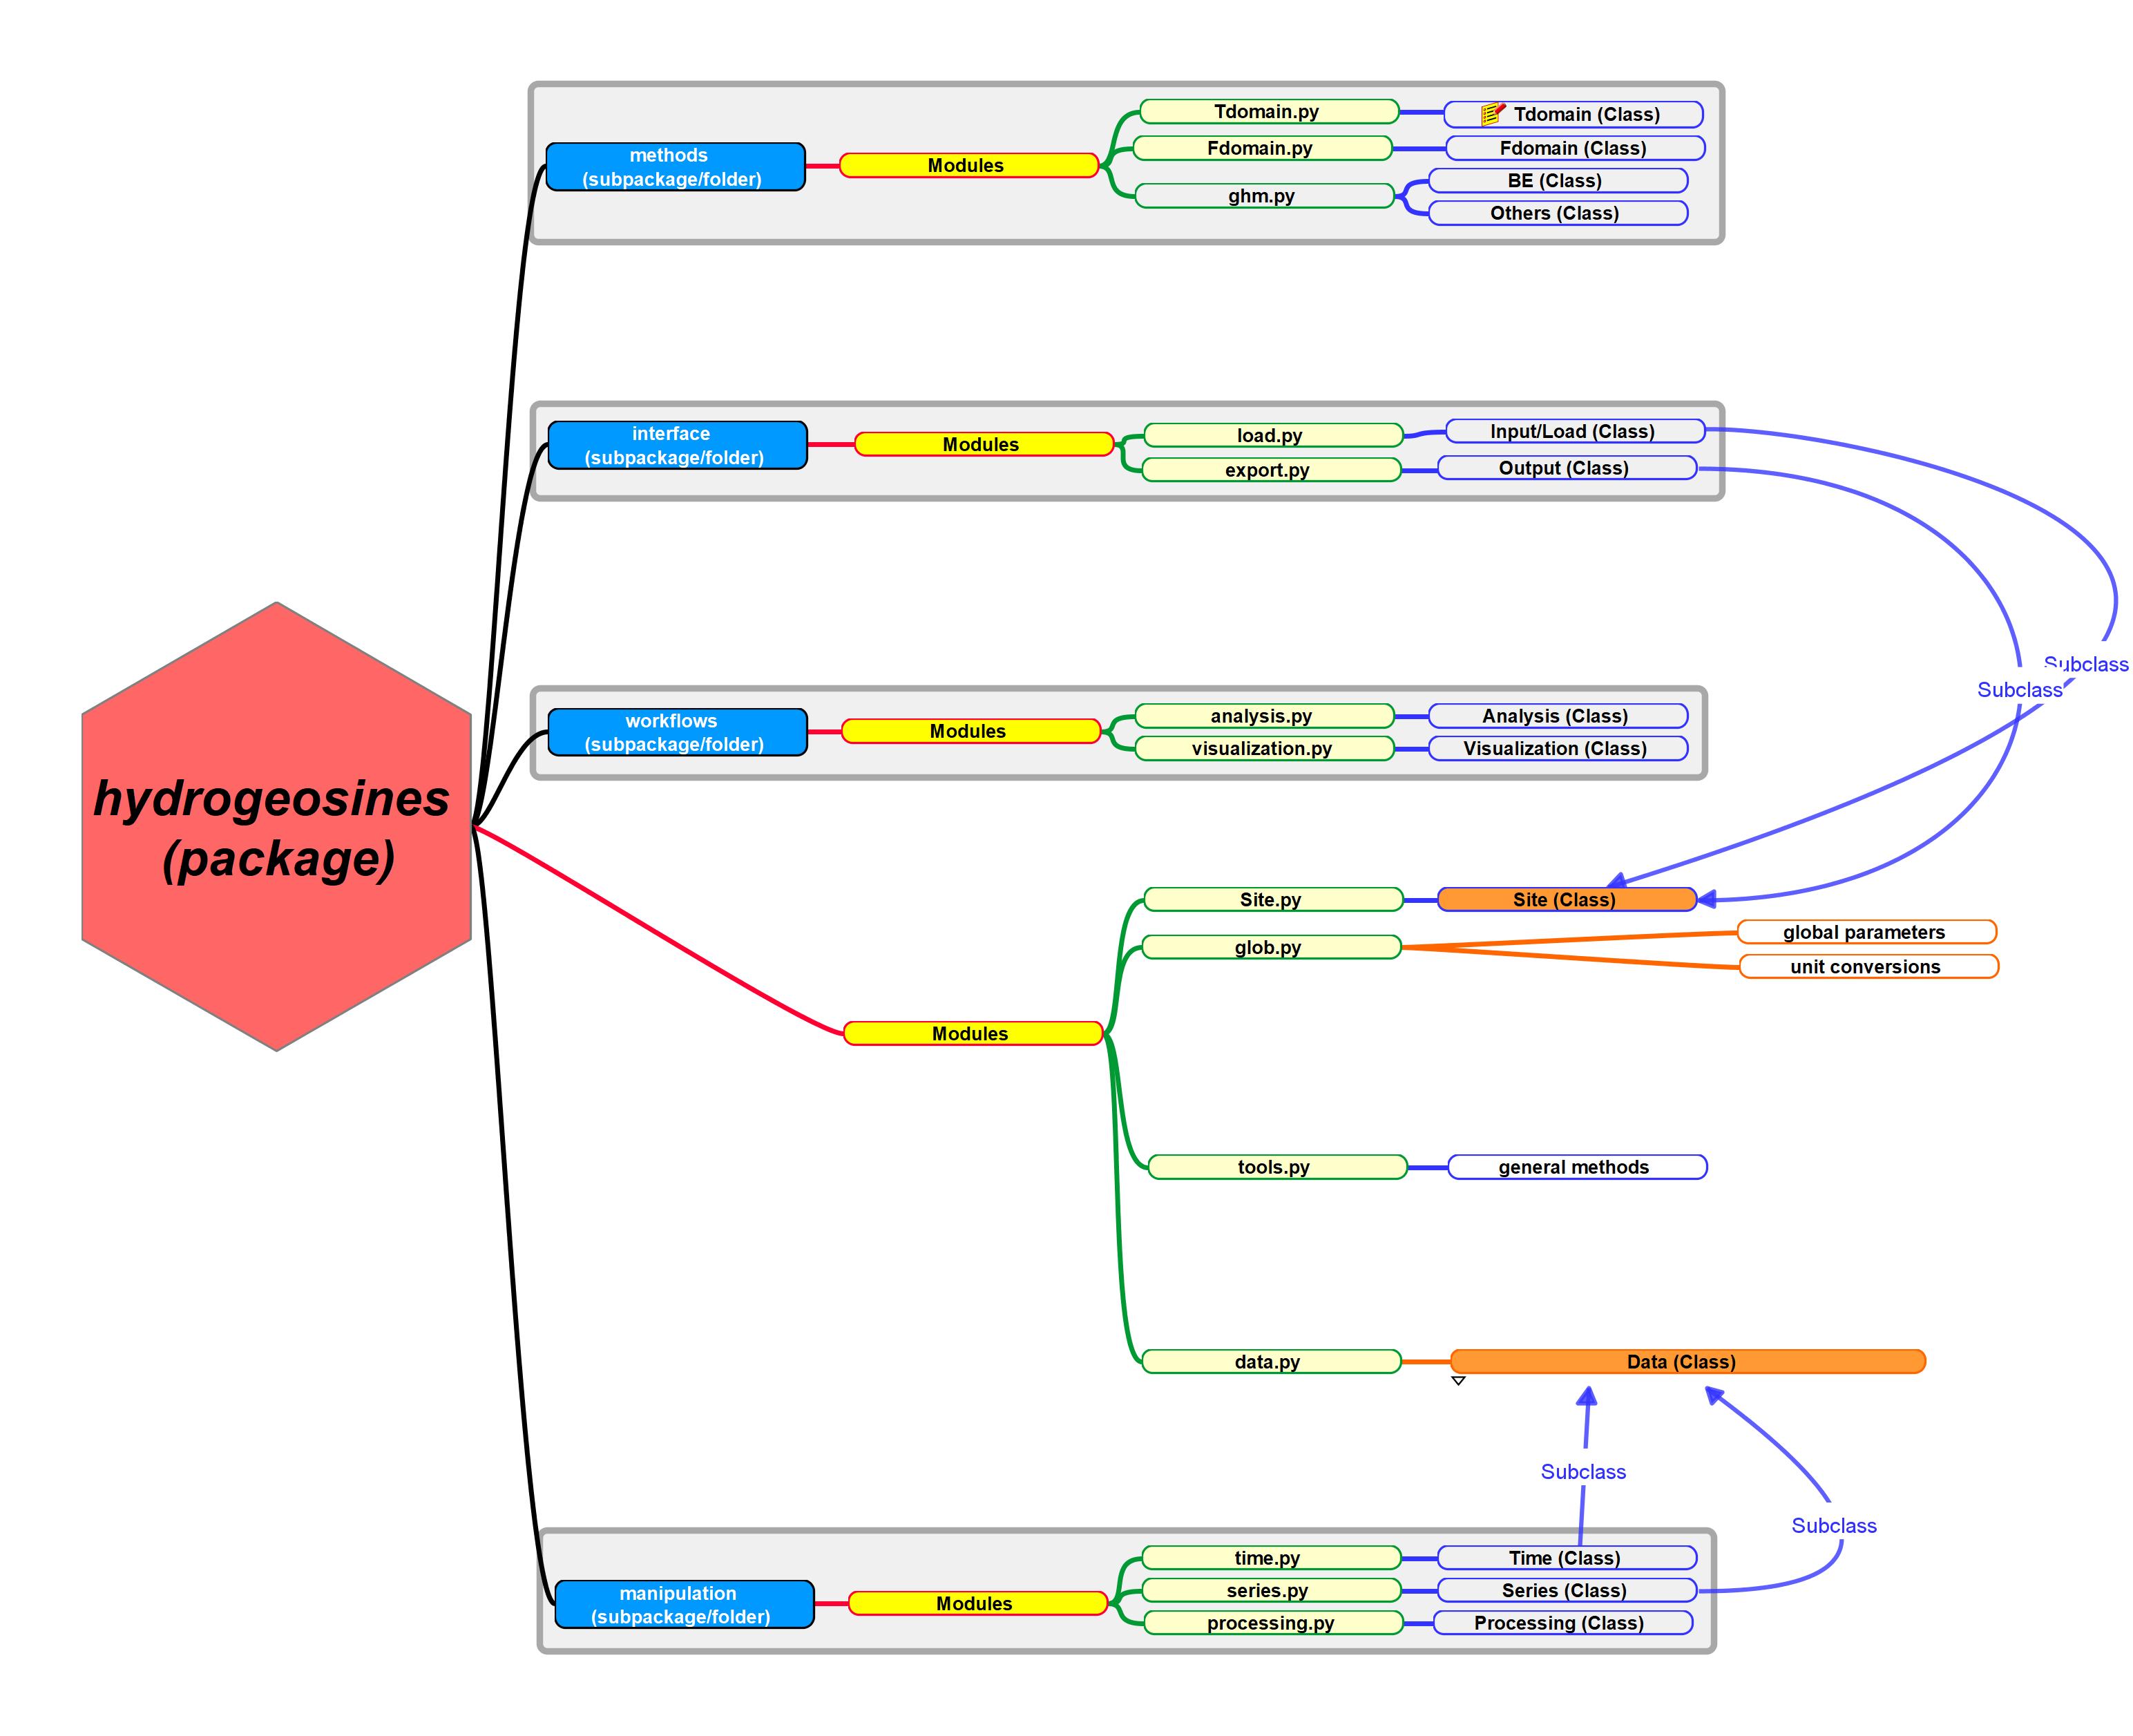 hydrogeosines
(package)
methods
(subpackage/folder)
Modules
Tdomain.py
Tdomain (Class)
Fdomain.py
Fdomain (Class)
ghm.py
BE (Class)
Others (Class)
interface
(subpackage/folder)
Modules
load.py
Input/Load (Class)
export.py
Output (Class)
Subclass
Subclass
workflows
(subpackage/folder)
Modules
analysis.py
Analysis (Class)
visualization.py
Visualization (Class)
Modules
Site.py
Site (Class)
glob.py
global parameters
unit conversions
tools.py
general methods
data.py
Data (Class)
Subclass
Subclass
manipulation
(subpackage/folder)
Modules
time.py
Time (Class)
series.py
Series (Class)
processing.py
Processing (Class)